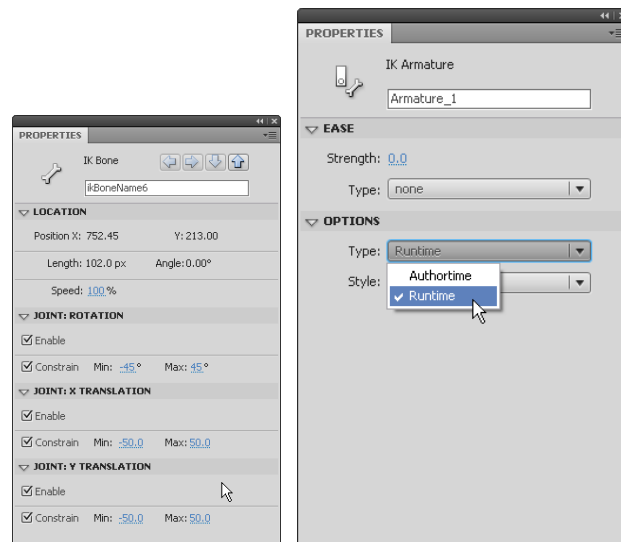 PROPERTIES
IK Bone
ikBoneName6
LOCATION
Position X: 752.45 Y: 213.00
Length: 102.0 px Angle: 0.00°
Speed: 100 %
JOINT: ROTATION
Enable
Constrain Min: -45° Max: 45°
JOINT: X TRANSLATION
Enable
Constrain Min: -50.0 Max: 50.0
JOINT: Y TRANSLATION
Enable
Constrain Min: -50.0 Max: 50.0
PROPERTIES
IK Armature
Armature_1
EASE
Strength: 0.0
Type: none
OPTIONS
Type: Runtime
Authortime
Runtime
Style: